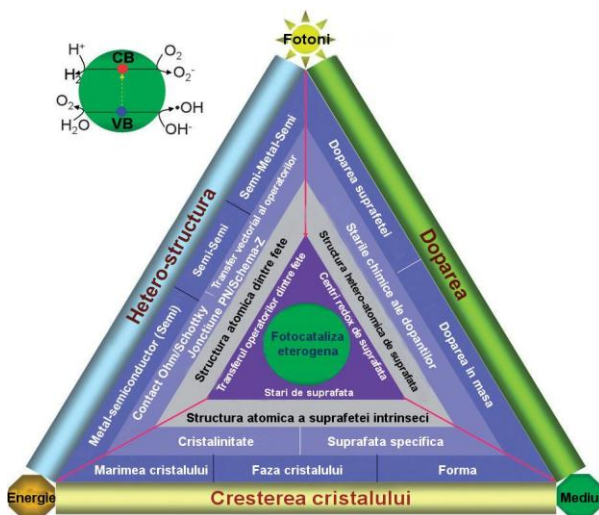 Fotoni
H⁺
H₂
CB
O₂
O₂⁻
O₂
H₂O
VB
•OH
OH⁻
Hetero-structura
Semi-Metal-Semi
Semi-Semi
Metal-semiconductor (Semi)
Transfer vectorial al operatorilor
Jonctiune PN/Schema-Z
Contact Ohm/Schottky
Structura atomica dintre fete
Transferul operatorilor dintre fete
Doparea
Doparea suprafetei
Doparea in masa
Starile chimice ale dopantilor
Structura hetero-atomica de suprafata
Centri redox de suprafata
Fotocataliza
eterogena
Stari de suprafata
Structura atomica a suprafetei intrinseci
Cristalinitate
Suprafata specifica
Marimea cristalului
Faza cristalului
Forma
Energie
Cresterea cristalului
Mediu